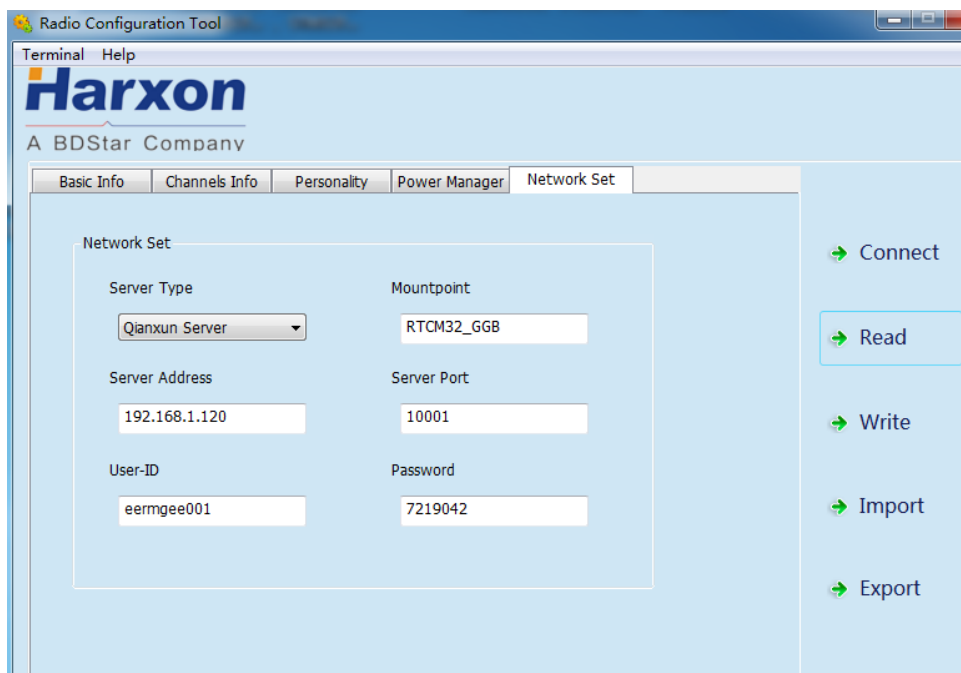 Radio Configuration Tool
Terminal Help
Harxon
A BDStar Company
Basic Info Channels Info Personality Power Manager Network Set
Network Set
Server Type Mountpoint
Qianxun Server RTCM32_GGB
Server Address Server Port
192.168.1.120 10001
User-ID Password
eermgee001 7219042
Connect
Read
Write
Import
Export